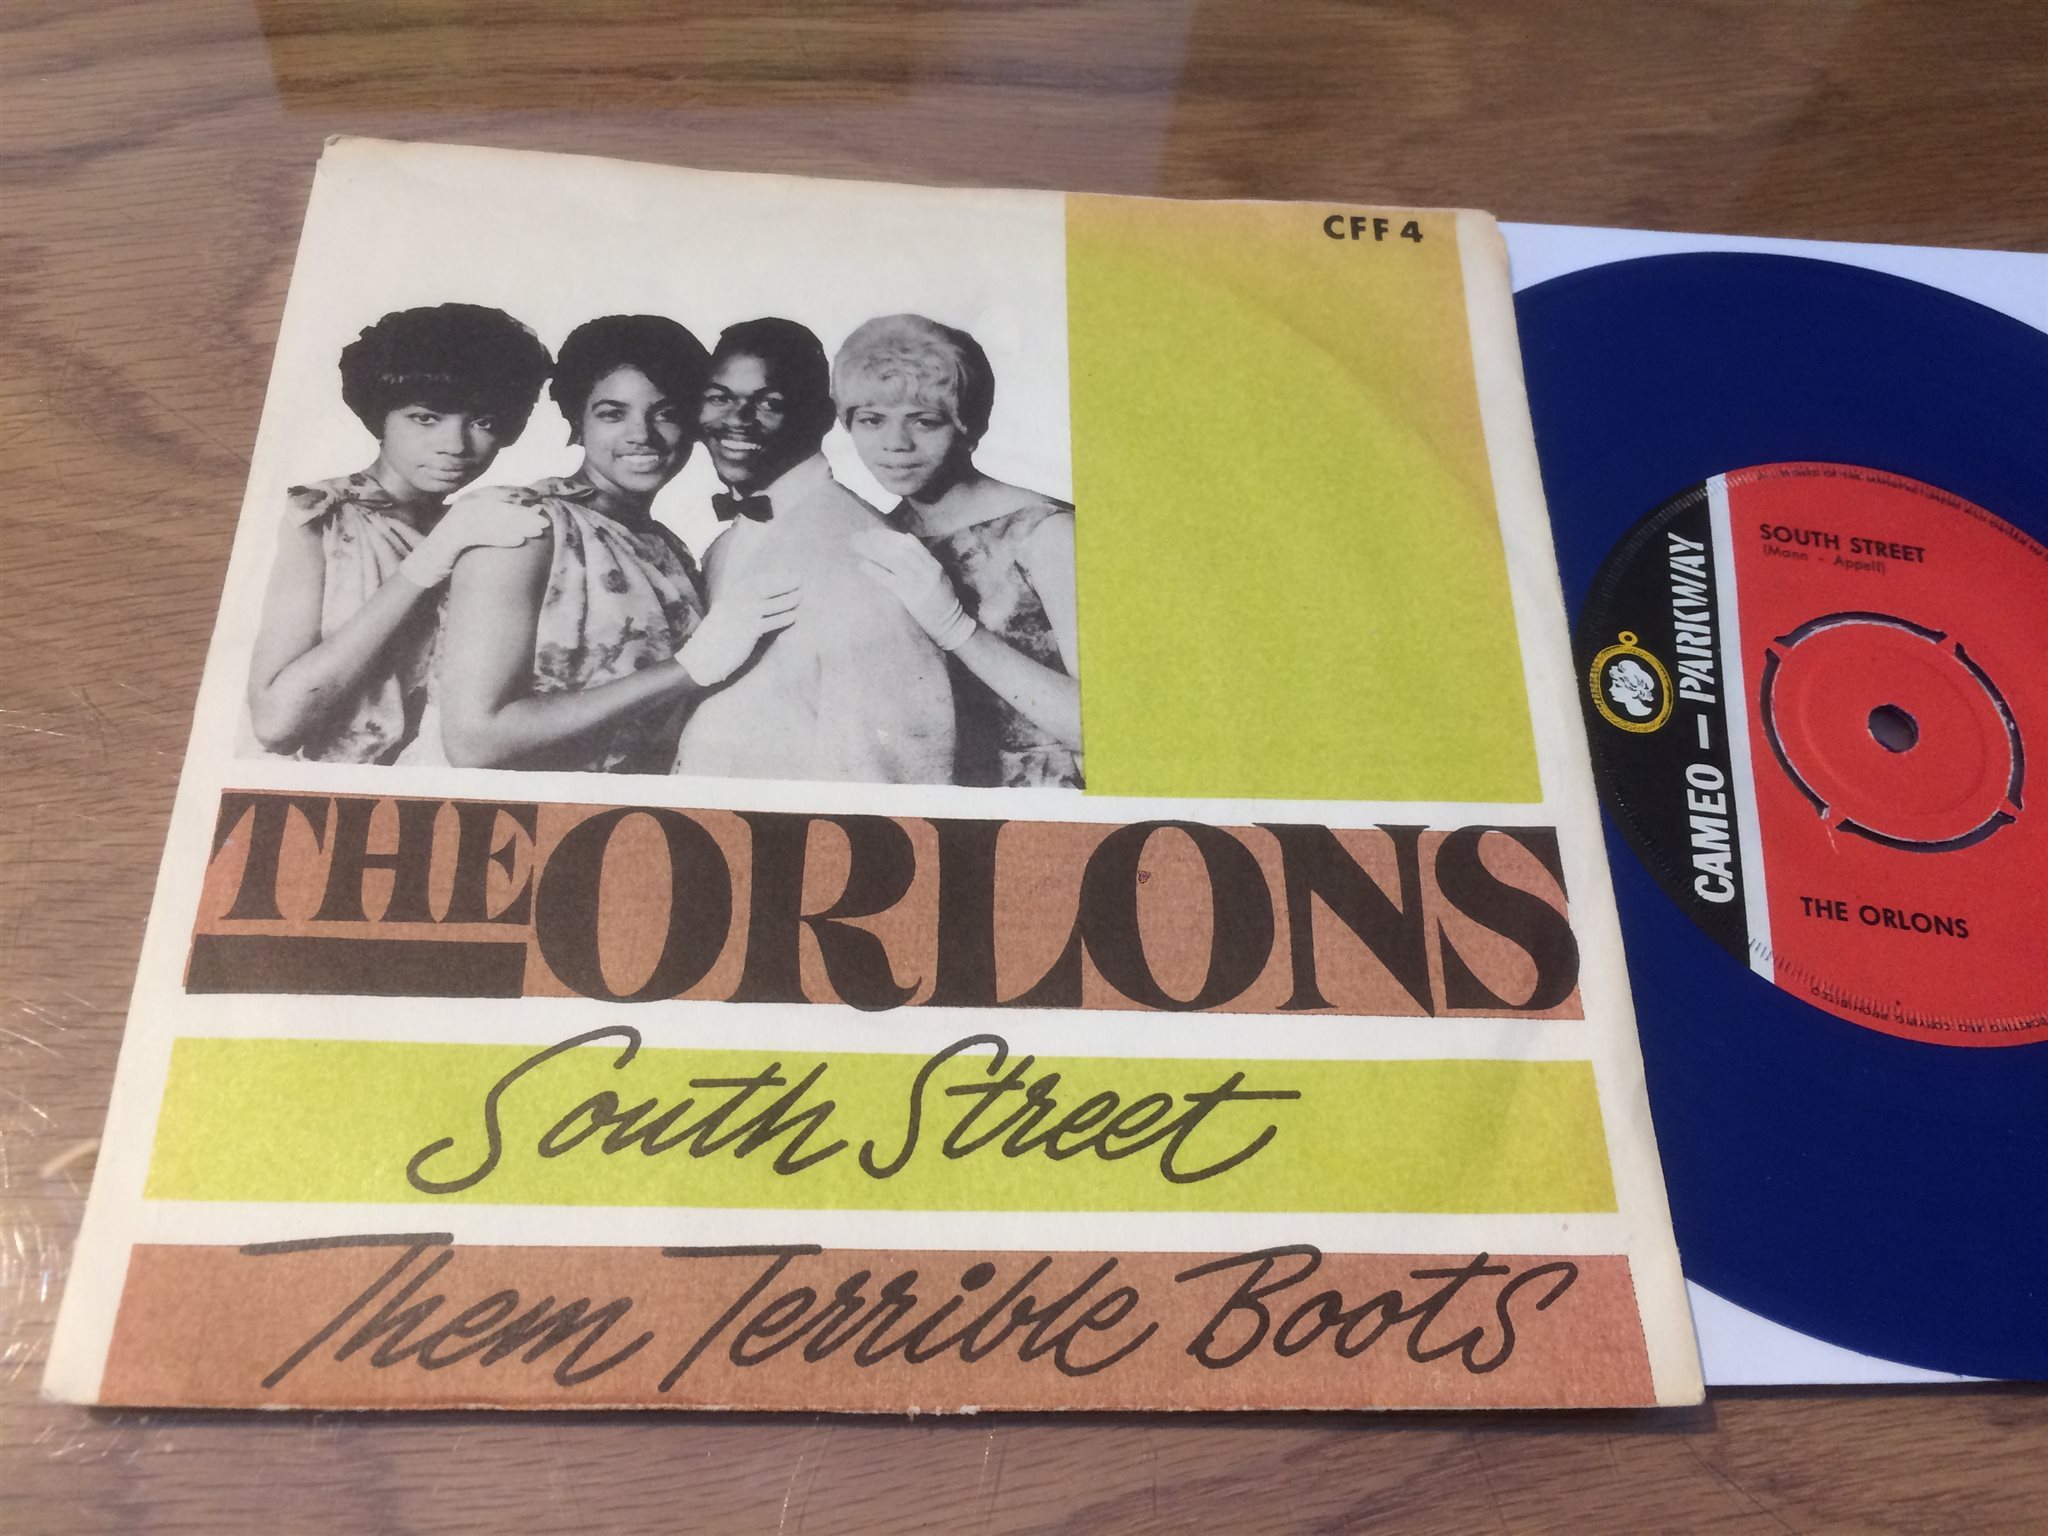 CFF 4
THE ORLONS
South Street
Them Terrible Boots
CAMEO – PARKWAY
SOUTH STREET
(Mann - Appell)
THE ORLONS